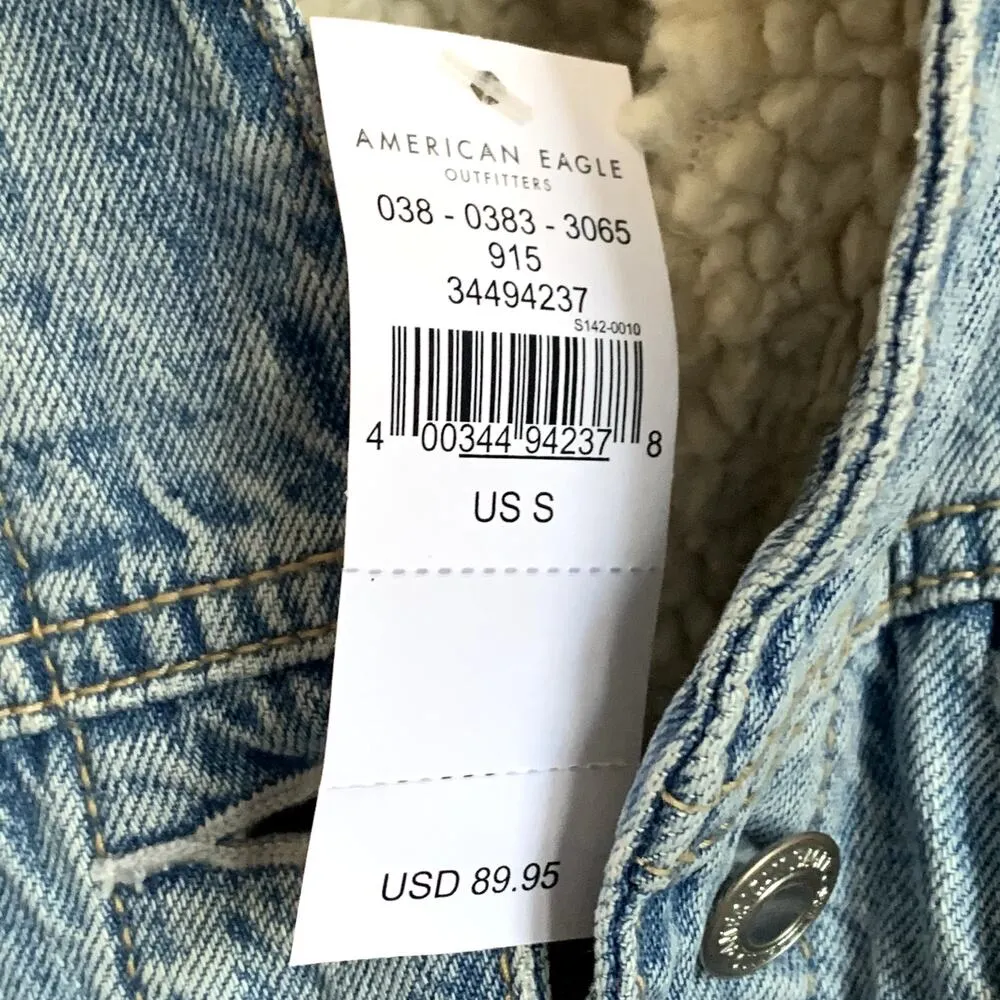 AMERICAN EAGLE
OUTFITTERS
038 - 0383 - 3065
915
34494237
S142-0010
4 00344 94237 8
US S
USD 89.95